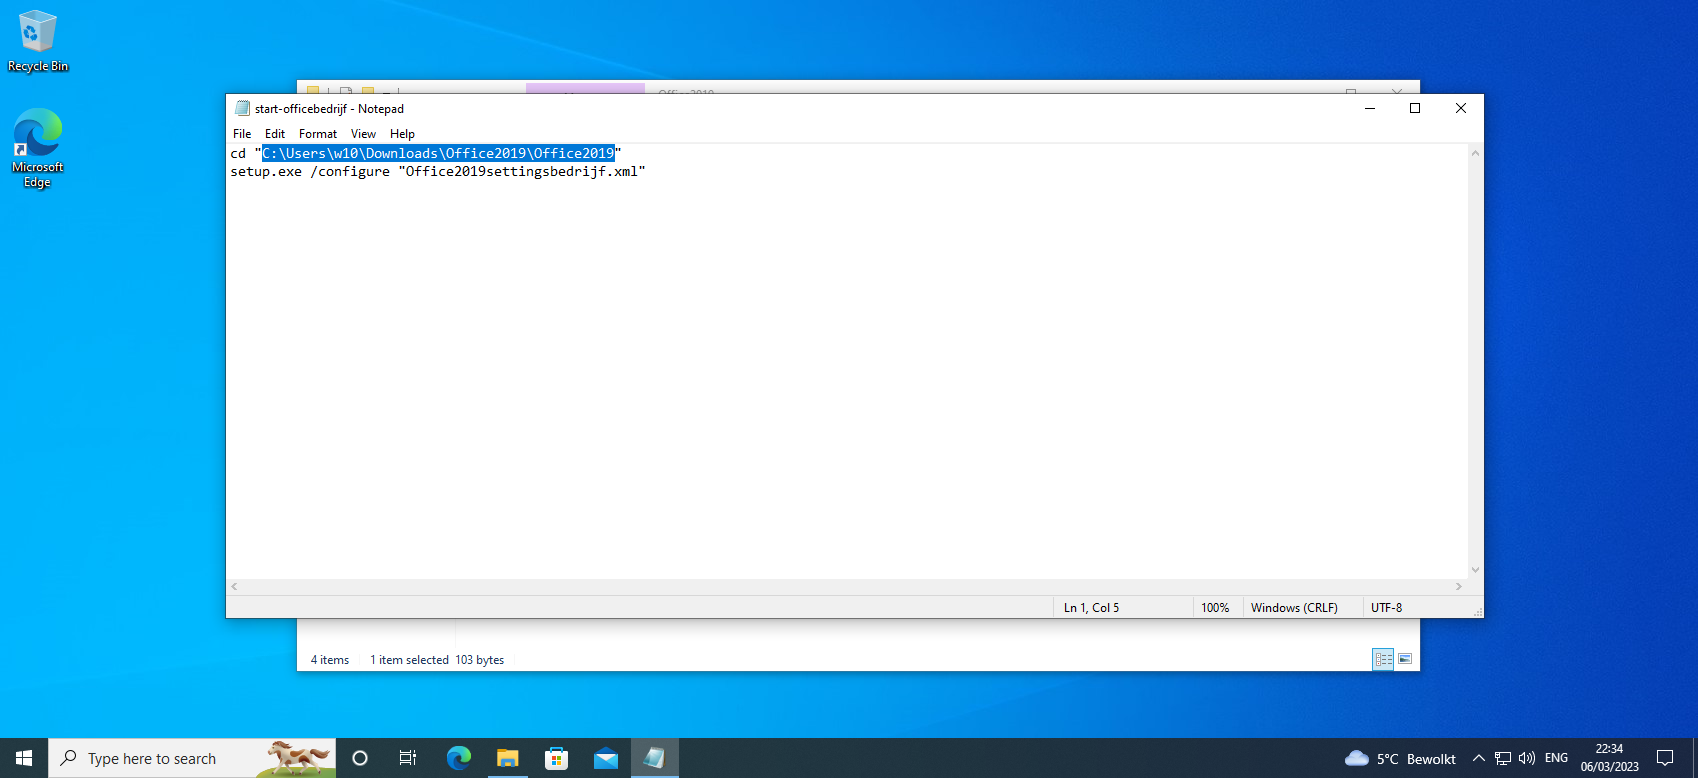 Recycle Bin
Microsoft
Edge
start-officebedrijf - Notepad
File Edit Format View Help
cd "C:\Users\w10\Downloads\Office2019\Office2019"
setup.exe /configure "Office2019settingsbedrijf.xml"
Ln 1, Col 5 100% Windows (CRLF) UTF-8
4 items 1 item selected 103 bytes
Type here to search
5°C Bewolkt
ENG
22:34
06/03/2023